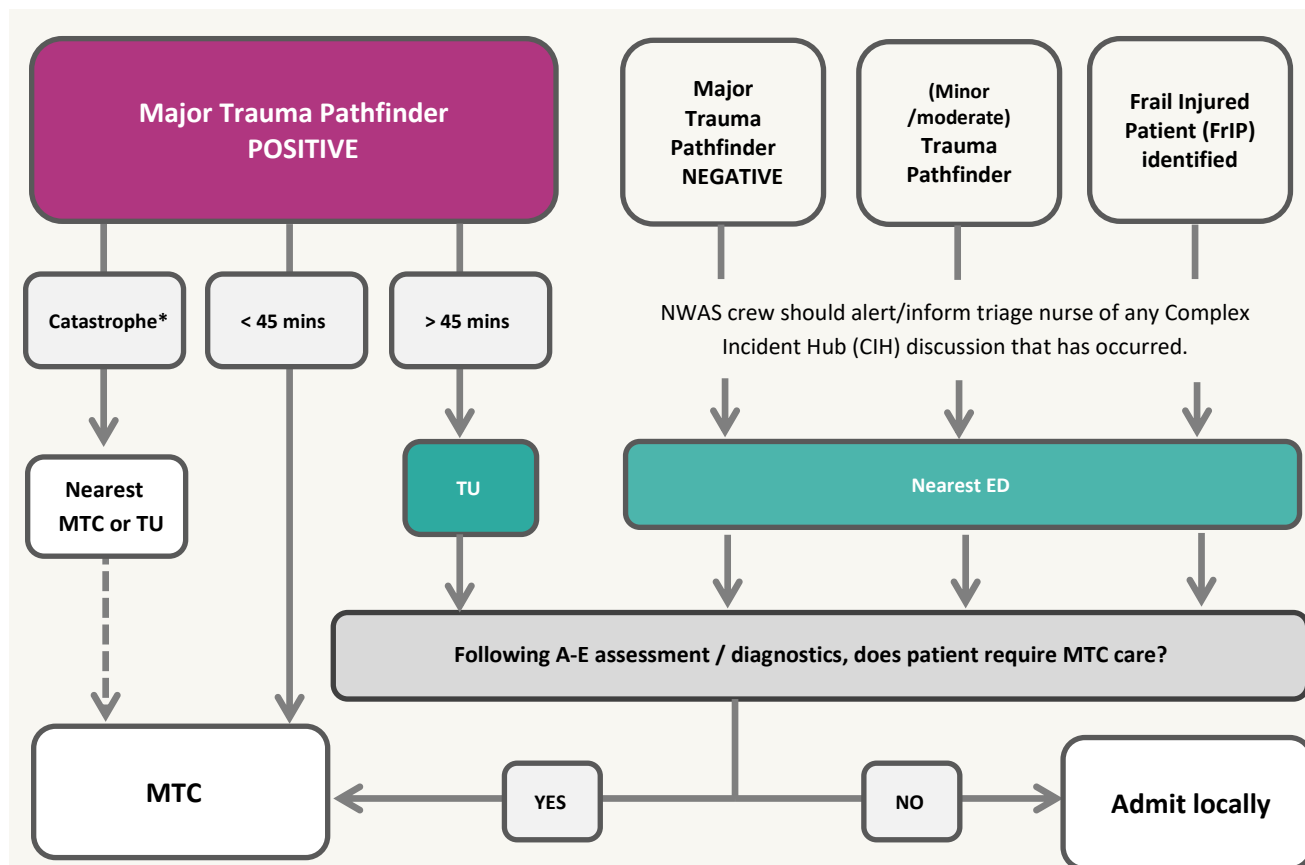 Major Trauma Pathfinder
POSITIVE
Major
Trauma
Pathfinder
NEGATIVE
(Minor
/moderate)
Trauma
Pathfinder
Frail Injured
Patient (FrIP)
identified
Catastrophe*
< 45 mins
> 45 mins
NWAS crew should alert/inform triage nurse of any Complex
Incident Hub (CIH) discussion that has occurred.
Nearest
MTC or TU
TU
Nearest ED
Following A-E assessment / diagnostics, does patient require MTC care?
MTC
YES
NO
Admit locally